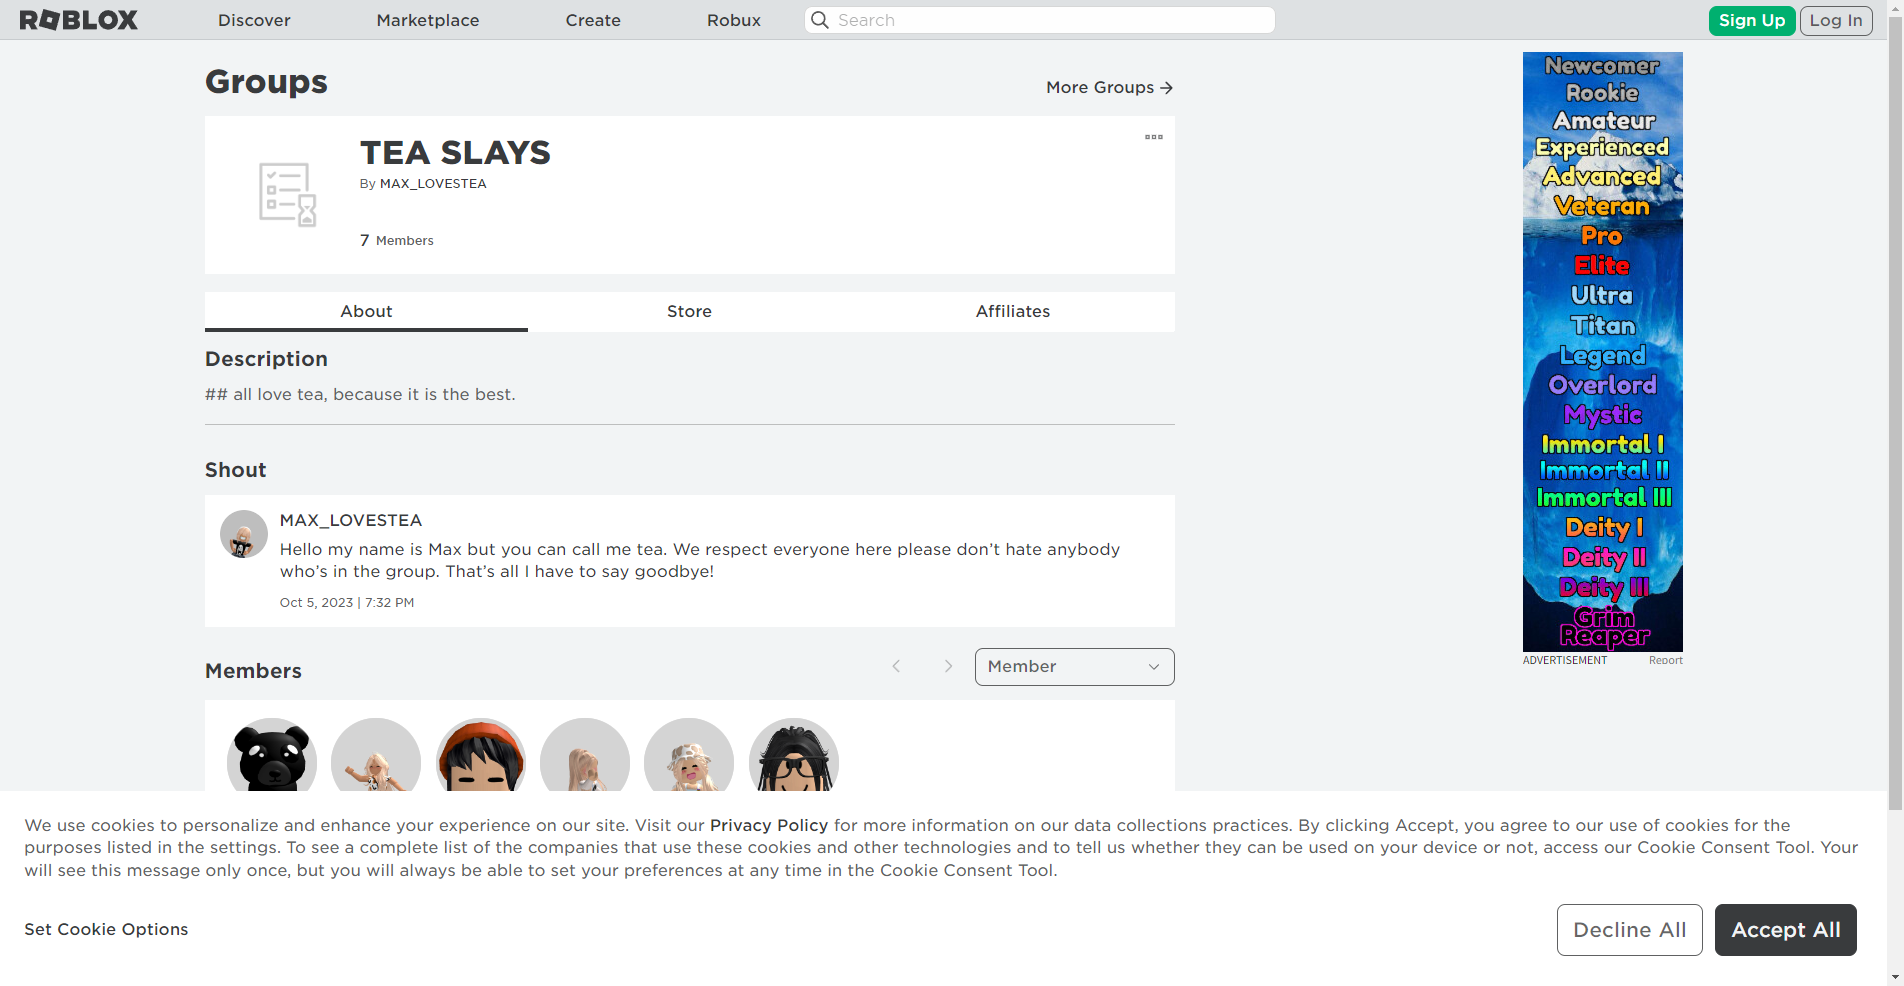 ROBLOX Discover Marketplace Create Robux Search Sign Up Log In
Groups
More Groups
TEA SLAYS
By MAX_LOVESTEA
7 Members
About Store Affiliates
Description
## all love tea, because it is the best.
Shout
MAX_LOVESTEA
Hello my name is Max but you can call me tea. We respect everyone here please don’t hate anybody
who’s in the group. That’s all I have to say goodbye!
Oct 5, 2023 | 7:32 PM
Members
Member
Newcomer
Rookie
Amateur
Experienced
Advanced
Veteran
Pro
Elite
Ultra
Titan
Legend
Overlord
Mystic
Immortal I
Immortal II
Immortal III
Deity I
Deity II
Deity III
Grim
Reaper
ADVERTISEMENT Report
We use cookies to personalize and enhance your experience on our site. Visit our Privacy Policy for more information on our data collections practices. By clicking Accept, you agree to our use of cookies for the
purposes listed in the settings. To see a complete list of the companies that use these cookies and other technologies and to tell us whether they can be used on your device or not, access our Cookie Consent Tool. Your
will see this message only once, but you will always be able to set your preferences at any time in the Cookie Consent Tool.
Set Cookie Options
Decline All
Accept All